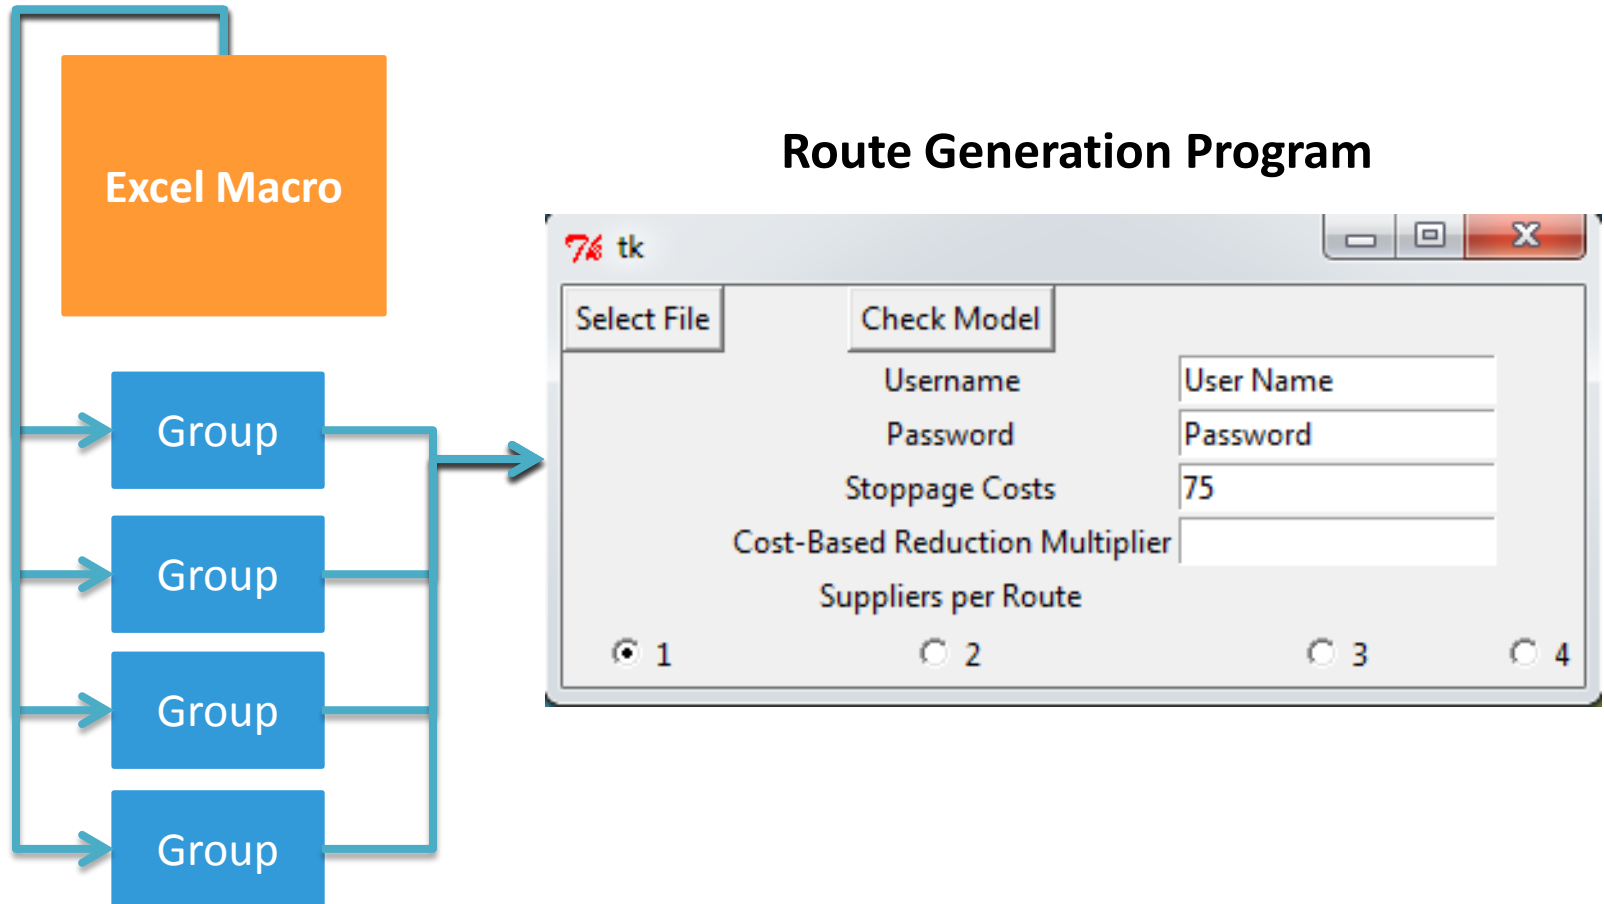 Excel Macro
Group
Group
Group
Group
Route Generation Program
tk
Select File
Check Model
Username
User Name
Password
Password
Stoppage Costs
75
Cost-Based Reduction Multiplier
Suppliers per Route
1
2
3
4